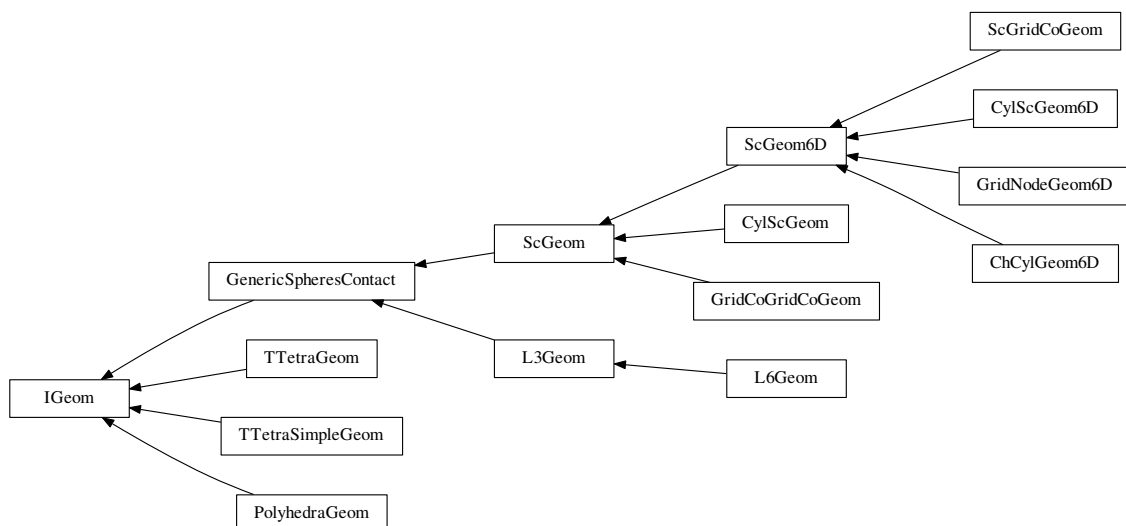 ScGridCoGeom
CylScGeom6D
ScGeom6D
GridNodeGeom6D
CylScGeom
ScGeom
ChCylGeom6D
GenericSpheresContact
GridCoGridCoGeom
TTetraGeom
L3Geom
L6Geom
IGeom
TTetraSimpleGeom
PolyhedraGeom